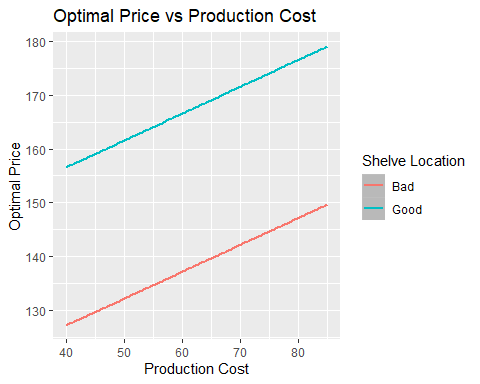 Optimal Price vs Production Cost
180
170
160
150
140
130
Optimal Price
40 50 60 70 80
Production Cost
Shelve Location
Bad
Good